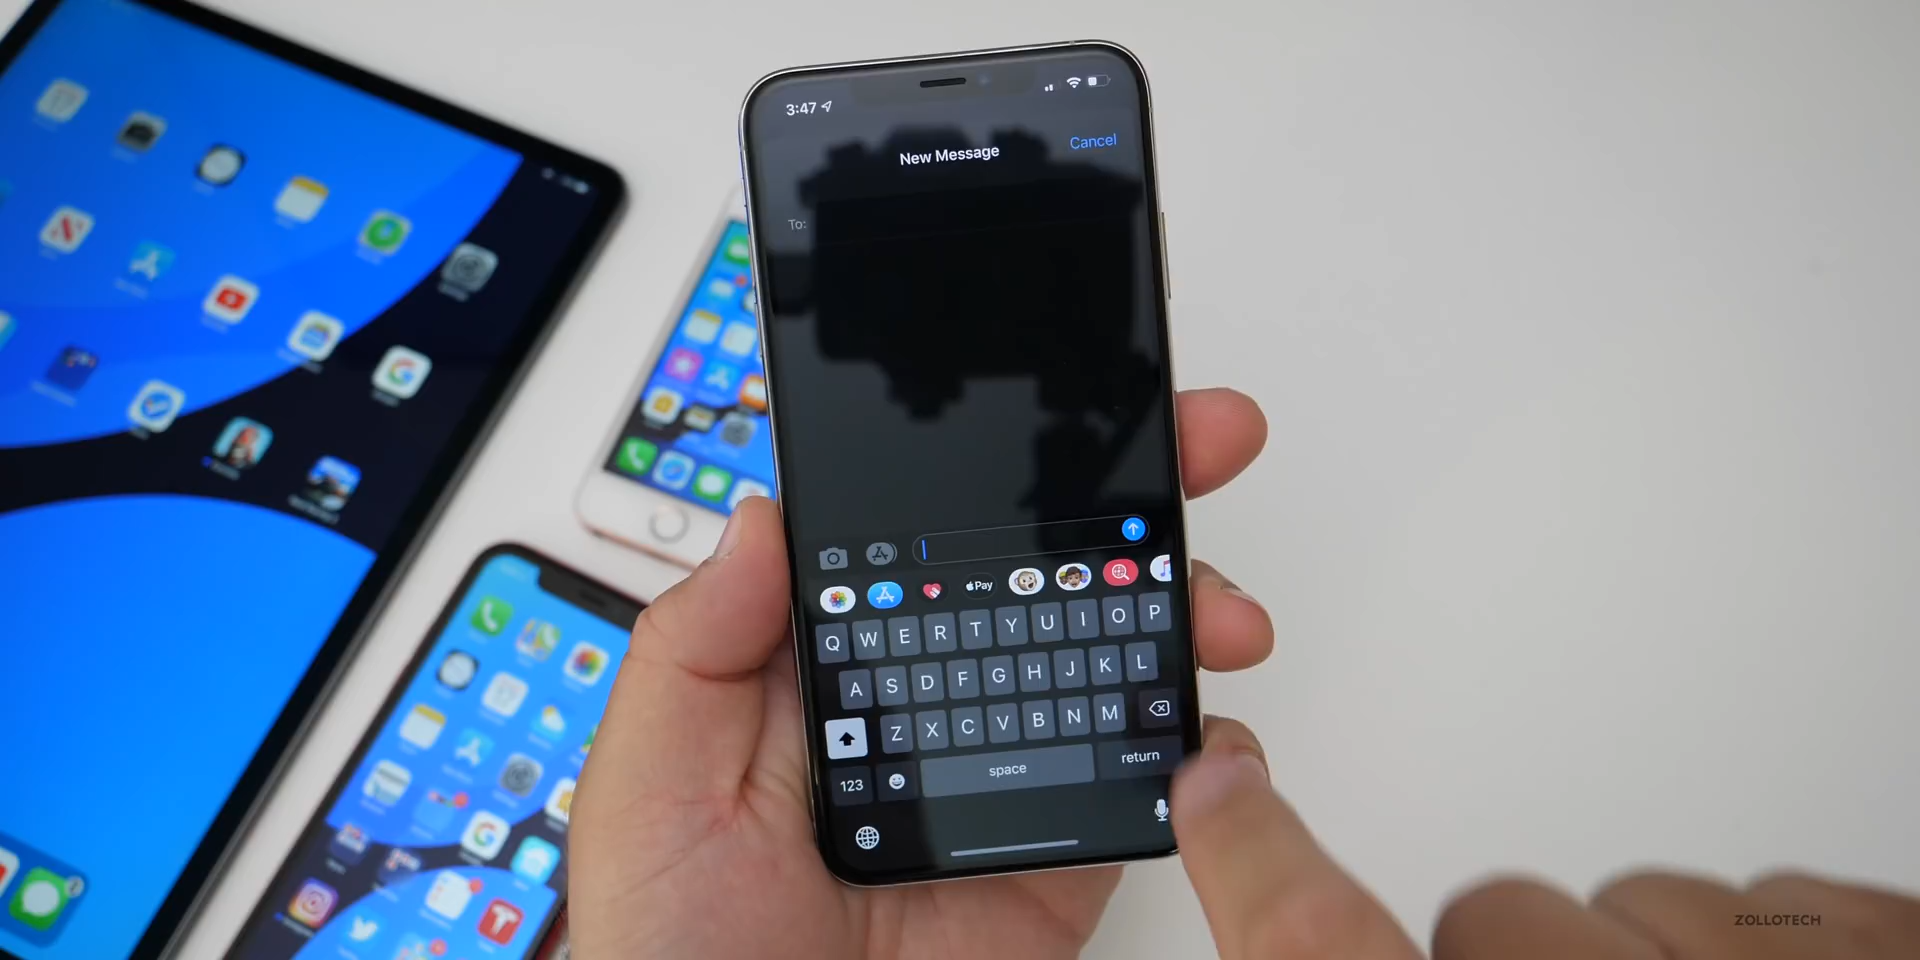 3:47
Cancel
New Message
To:
Pay
Q W E R T Y U I O P
A S D F G H J K L
Z X C V B N M
123 space return
ZOLLOTECH